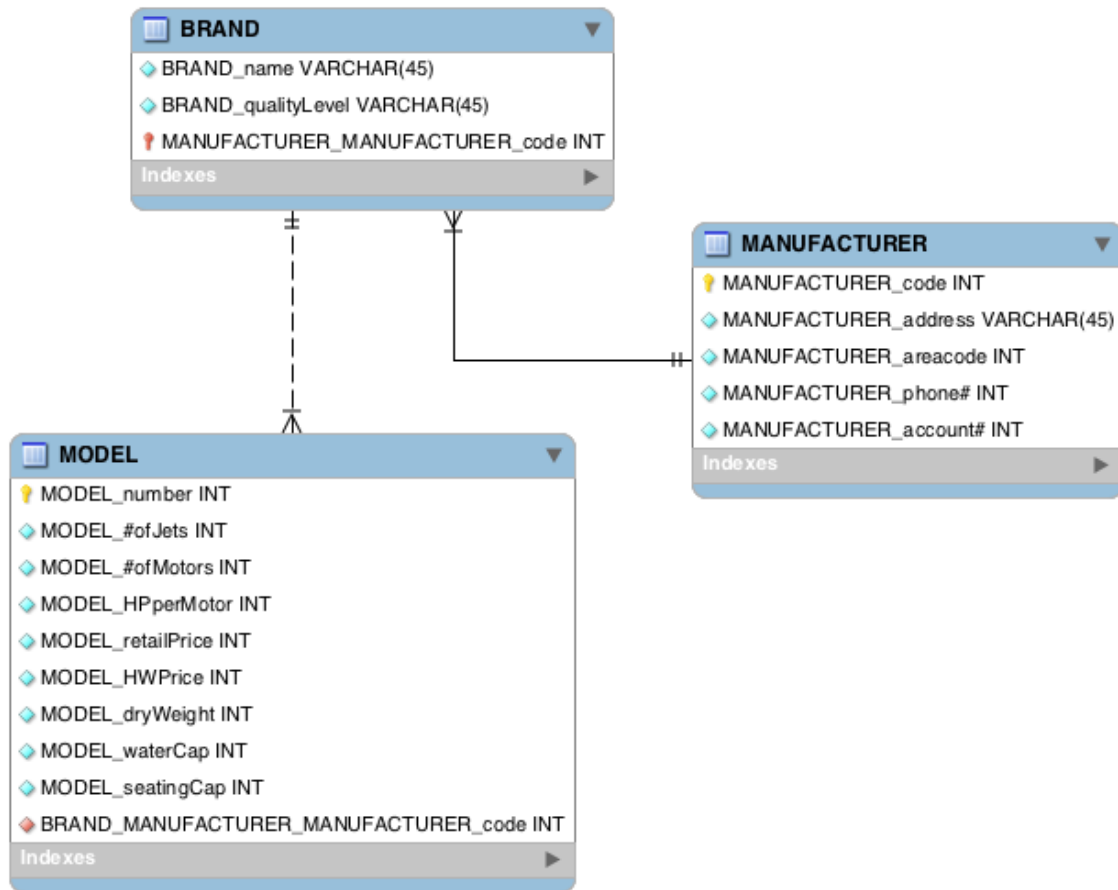 BRAND
BRAND_name VARCHAR(45)
BRAND_qualityLevel VARCHAR(45)
MANUFACTURER_MANUFACTURER_code INT
Indexes
MANUFACTURER
MANUFACTURER_code INT
MANUFACTURER_address VARCHAR(45)
MANUFACTURER_areacode INT
MANUFACTURER_phone# INT
MANUFACTURER_account# INT
Indexes
MODEL
MODEL_number INT
MODEL_#ofJets INT
MODEL_#ofMotors INT
MODEL_HPperMotor INT
MODEL_retailPrice INT
MODEL_HWPrice INT
MODEL_dryWeight INT
MODEL_waterCap INT
MODEL_seatingCap INT
BRAND_MANUFACTURER_MANUFACTURER_code INT
Indexes